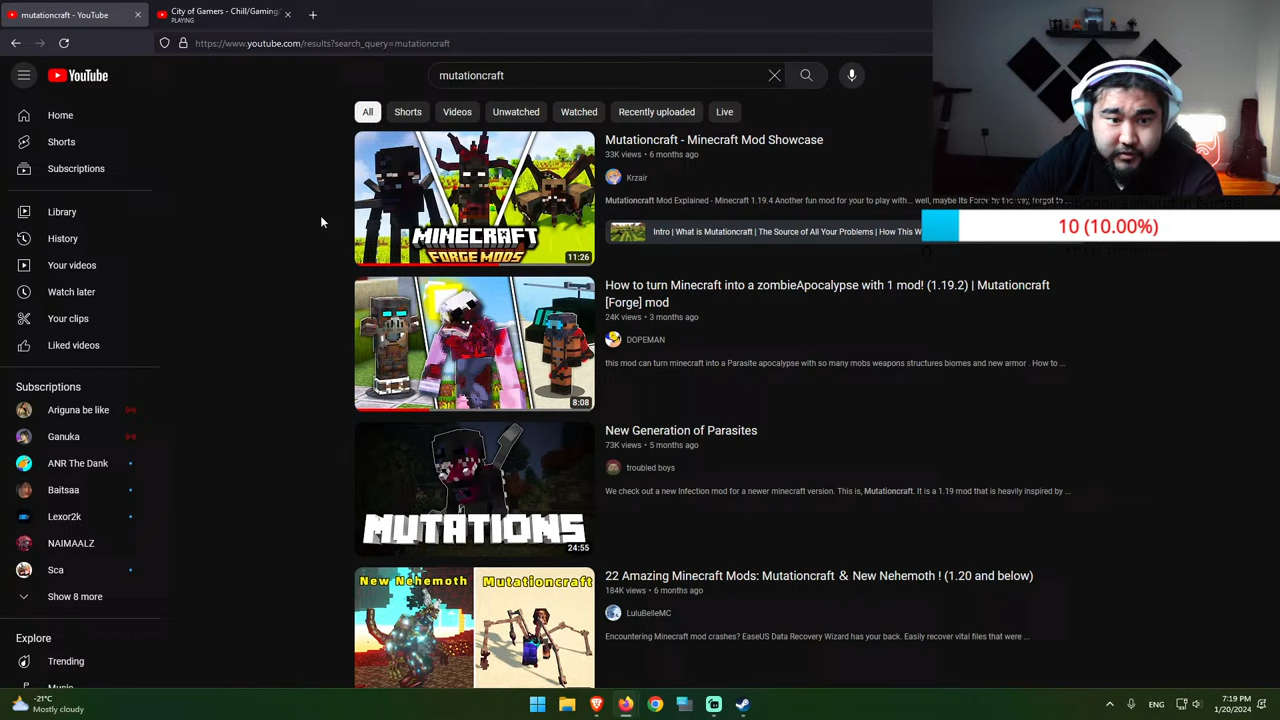 mutationcraft - YouTube
City of Gamers - Chill/Gaming/
PLAYING
https://www.youtube.com/results?search_query=mutationcraft
YouTube
mutationcraft
All
Shorts
Videos
Unwatched
Watched
Recently uploaded
Live
Home
Shorts
Subscriptions
Library
History
Your videos
Watch later
Your clips
Liked videos
Subscriptions
Ariguna be like
Ganuka
ANR The Dank
Baitsaa
Lexor2k
NAIMAALZ
Sca
Show 8 more
Explore
Trending
Music
MINECRAFT
FORGE MODS
11:26
Mutationcraft - Minecraft Mod Showcase
33K views • 6 months ago
Krzair
Mutationcraft Mod Explained - Minecraft 1.19.4 Another fun mod for your to play with... well, maybe Its Force by the way, forgot to ...
Intro | What is Mutationcraft | The Source of All Your Problems | How This W
10 (10.00%)
8:08
How to turn Minecraft into a zombieApocalypse with 1 mod! (1.19.2) | Mutationcraft
[Forge] mod
24K views • 3 months ago
DOPEMAN
this mod can turn minecraft into a Parasite apocalypse with so many mobs weapons structures biomes and new armor . How to ...
MUTATIONS
24:55
New Generation of Parasites
73K views • 5 months ago
troubled boys
We check out a new Infection mod for a newer minecraft version. This is, Mutationcraft. It is a 1.19 mod that is heavily inspired by ...
New Nehemoth
Mutationcraft
22 Amazing Minecraft Mods: Mutationcraft & New Nehemoth ! (1.20 and below)
184K views • 6 months ago
LuluBelleMC
Encountering Minecraft mod crashes? EaseUS Data Recovery Wizard has your back. Easily recover vital files that were ...
-21°C
Mostly cloudy
ENG
7:19 PM
1/20/2024